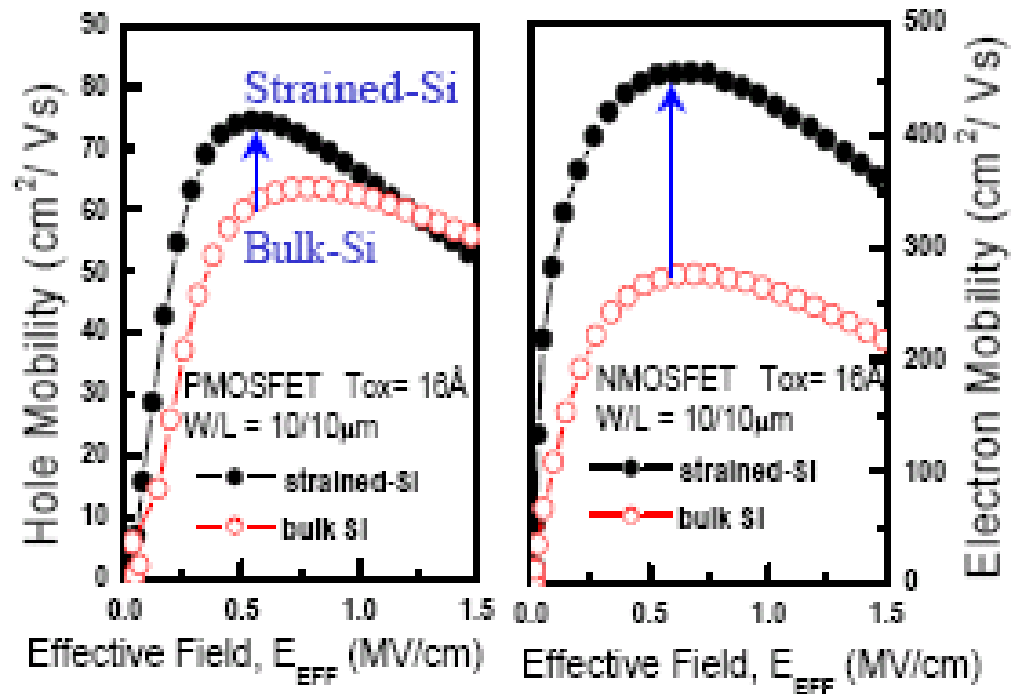 Hole Mobility (cm²/ Vs)
90
80
70
60
50
40
30
20
10
0
Strained-Si
Bulk-Si
PMOSFET Tox= 16Å
W/L = 10/10µm
strained-Si
bulk Si
0.0 0.5 1.0 1.5
Effective Field, E_EFF (MV/cm)
NMOSFET Tox= 16Å
W/L = 10/10µm
strained-Si
bulk Si
0.0 0.5 1.0 1.5
Effective Field, E_EFF (MV/cm)
500
400
300
200
100
0
Electron Mobility (cm²/ Vs)